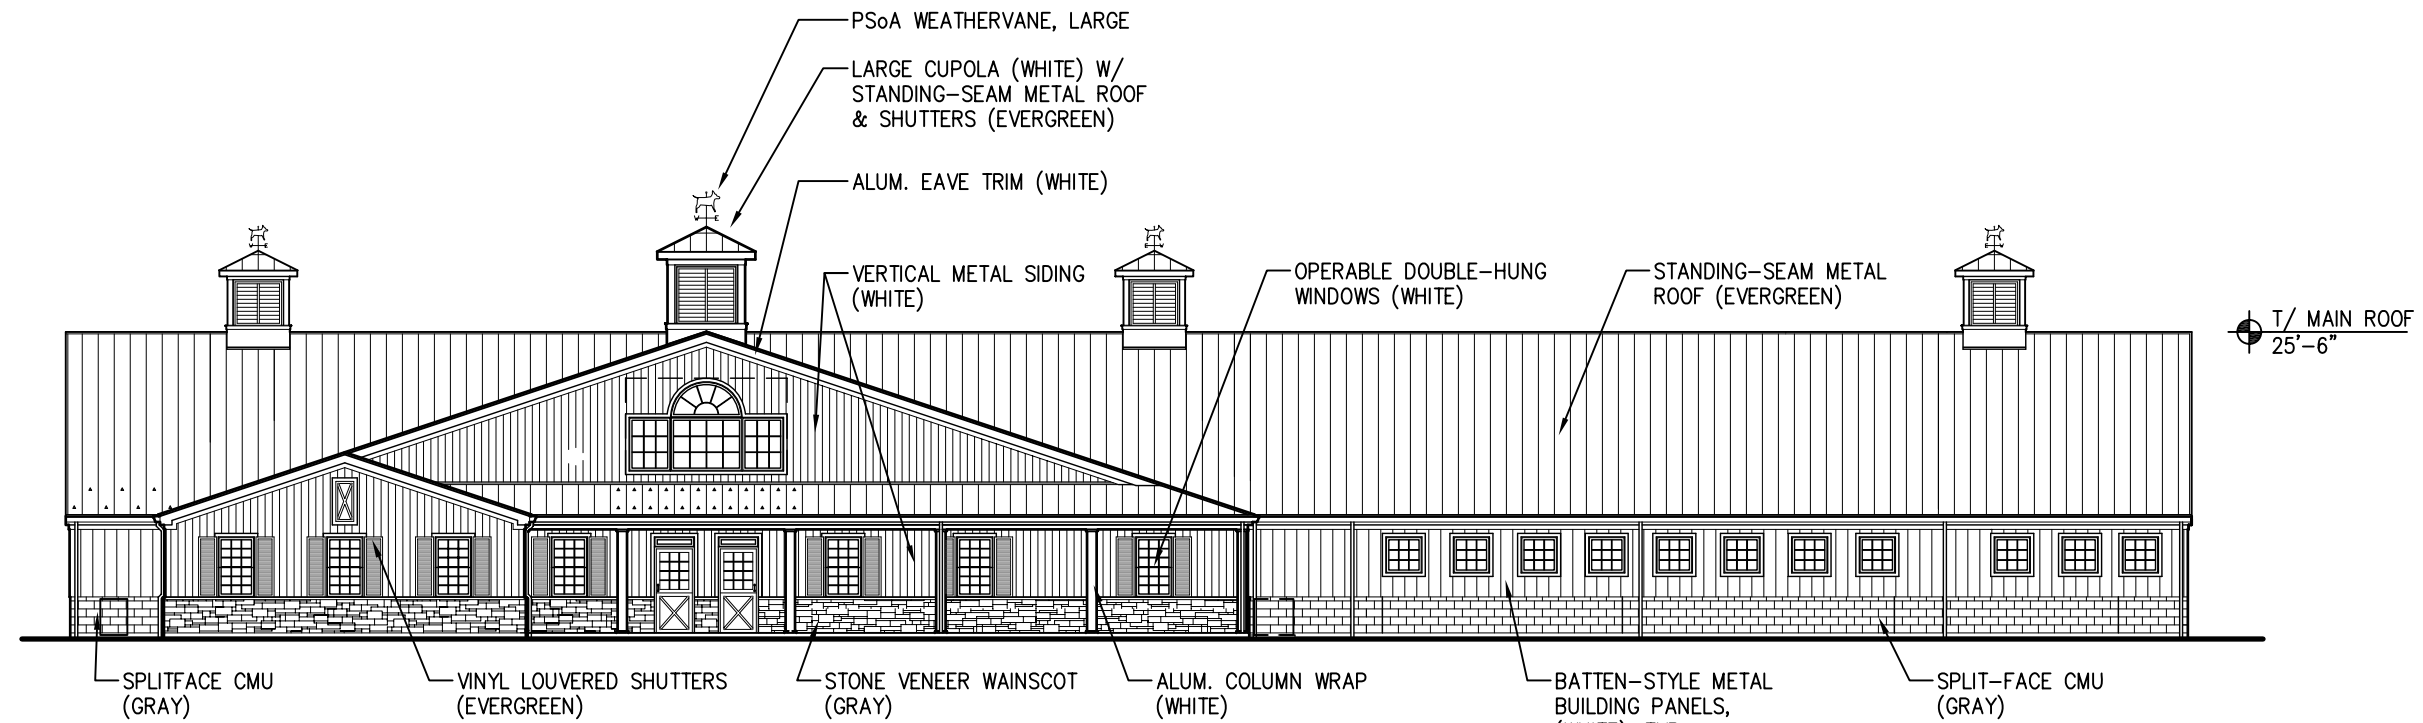 PSoA WEATHERVANE, LARGE
LARGE CUPOLA (WHITE) W/
STANDING-SEAM METAL ROOF
& SHUTTERS (EVERGREEN)
ALUM. EAVE TRIM (WHITE)
VERTICAL METAL SIDING
(WHITE)
OPERABLE DOUBLE-HUNG
WINDOWS (WHITE)
STANDING-SEAM METAL
ROOF (EVERGREEN)
T/ MAIN ROOF
25'-6"
W E
SPLITFACE CMU
(GRAY)
VINYL LOUVERED SHUTTERS
(EVERGREEN)
STONE VENEER WAINSCOT
(GRAY)
ALUM. COLUMN WRAP
(WHITE)
BATTEN-STYLE METAL
BUILDING PANELS,
SPLIT-FACE CMU
(GRAY)